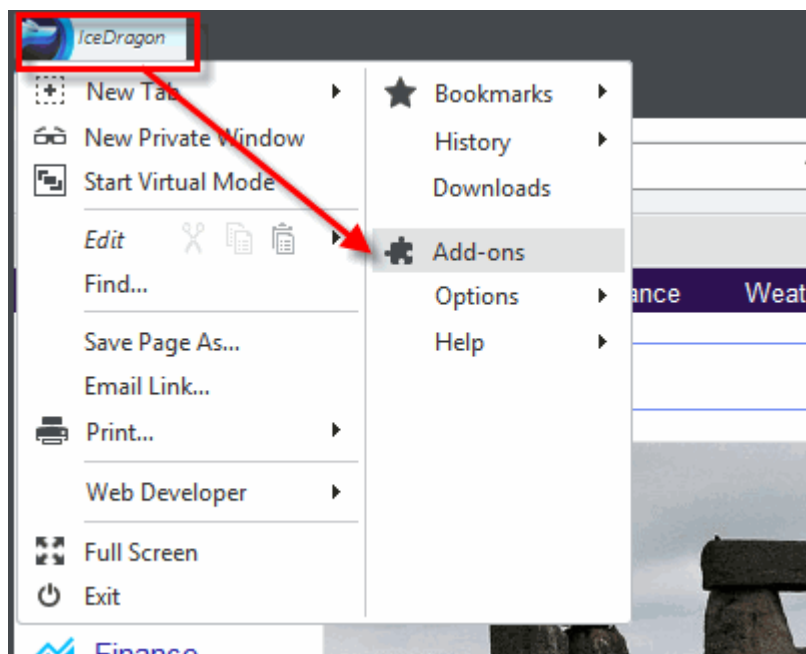 IceDragon
New Tab
New Private Window
Start Virtual Mode
Edit
Find...
Save Page As...
Email Link...
Print...
Web Developer
Full Screen
Exit
Bookmarks
History
Downloads
Add-ons
Options
Help
ance Weat
Finance